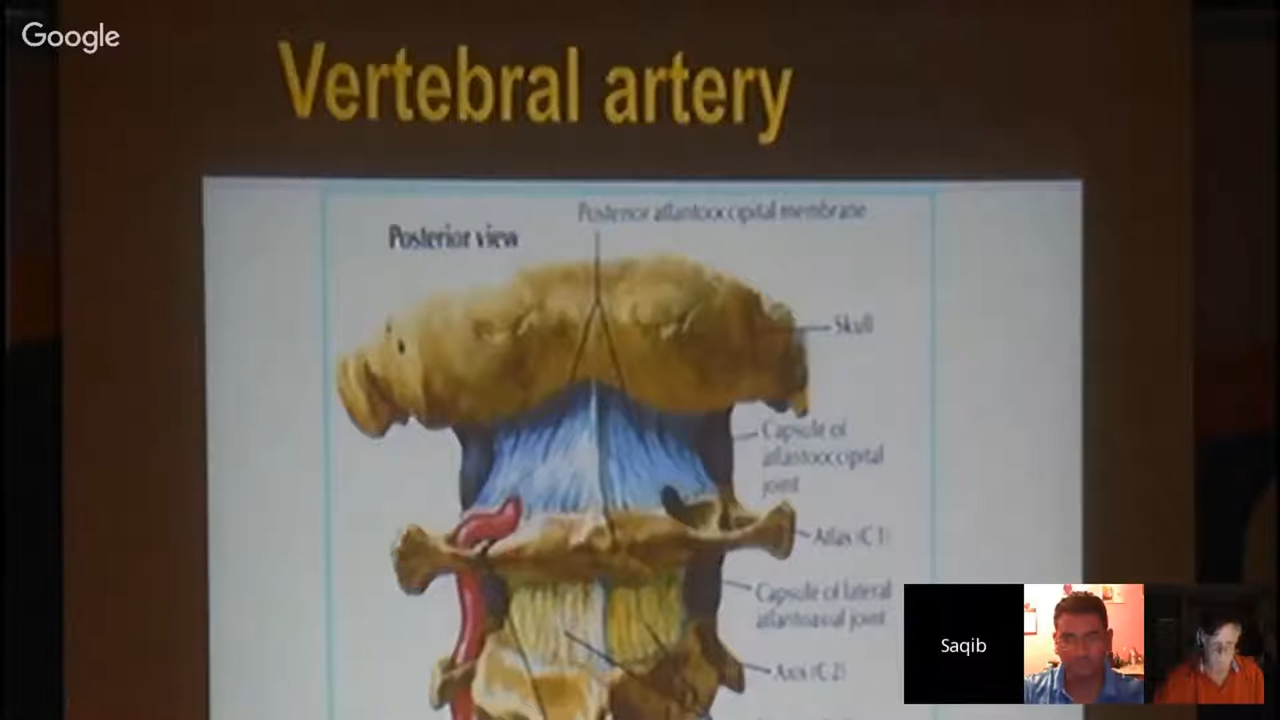 Google
Vertebral artery
Posterior atlantooccipital membrane
Posterior view
Skull
Capsule of
atlantooccipital
joint
Atlas (C1)
Capsule of lateral
atlantoaxial joint
Axis (C2)
Saqib